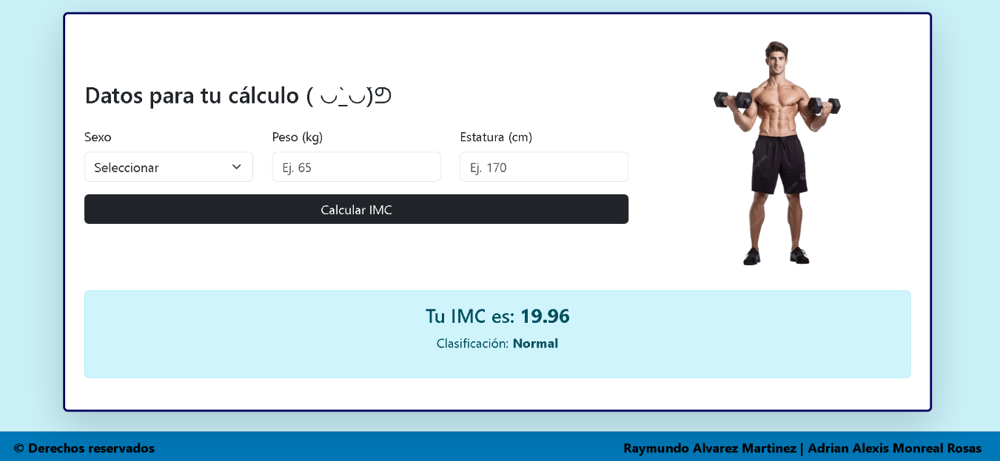 Datos para tu cálculo ( ◡̀_◡́)ᕤ
Sexo
Peso (kg)
Estatura (cm)
Seleccionar
Ej. 65
Ej. 170
Calcular IMC
Tu IMC es: 19.96
Clasificación: Normal
© Derechos reservados
Raymundo Alvarez Martinez | Adrian Alexis Monreal Rosas